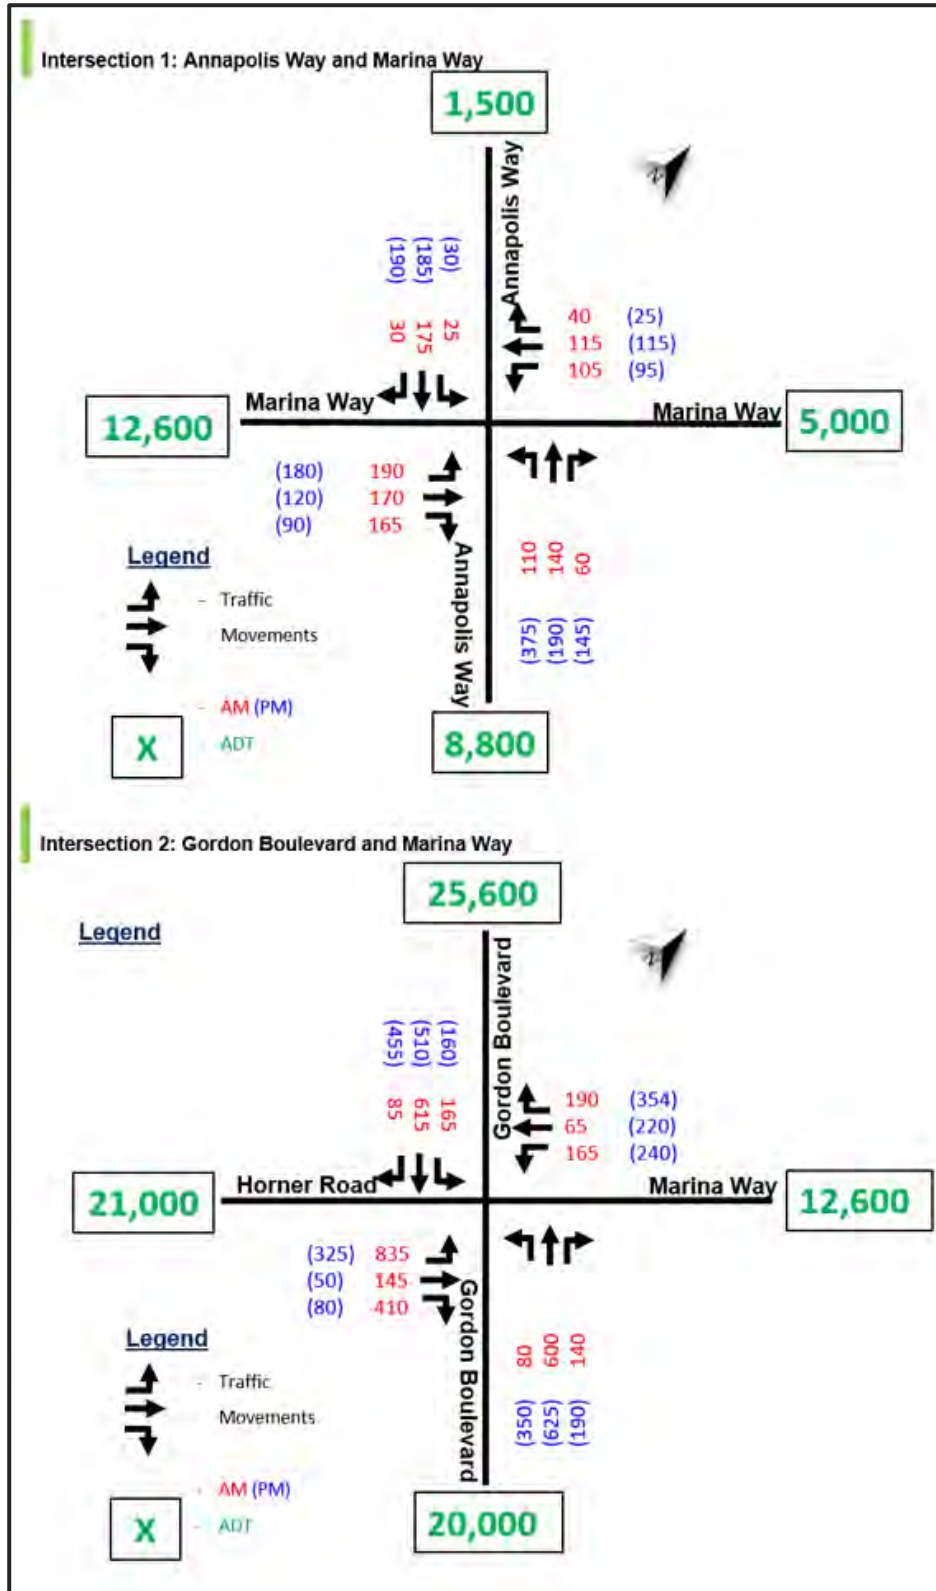 Intersection 1: Annapolis Way and Marina Way
1,500
Annapolis Way
(190) (185) (30)
30 175 25
40 (25)
115 (115)
105 (95)
Marina Way
Marina Way
12,600
5,000
(180) 190
(120) 170
(90) 165
Annapolis Way
110 140 60
(375) (190) (145)
Legend
- Traffic
Movements
- AM (PM)
X - ADT
8,800
Intersection 2: Gordon Boulevard and Marina Way
25,600
Legend
Gordon Boulevard
(455) (510) (160)
85 615 165
190 (354)
65 (220)
165 (240)
Horner Road
Marina Way
21,000
12,600
(325) 835
(50) 145
(80) 410
Gordon Boulevard
80 600 140
(350) (625) (190)
Legend
- Traffic
- Movements
- AM (PM)
X - ADT
20,000